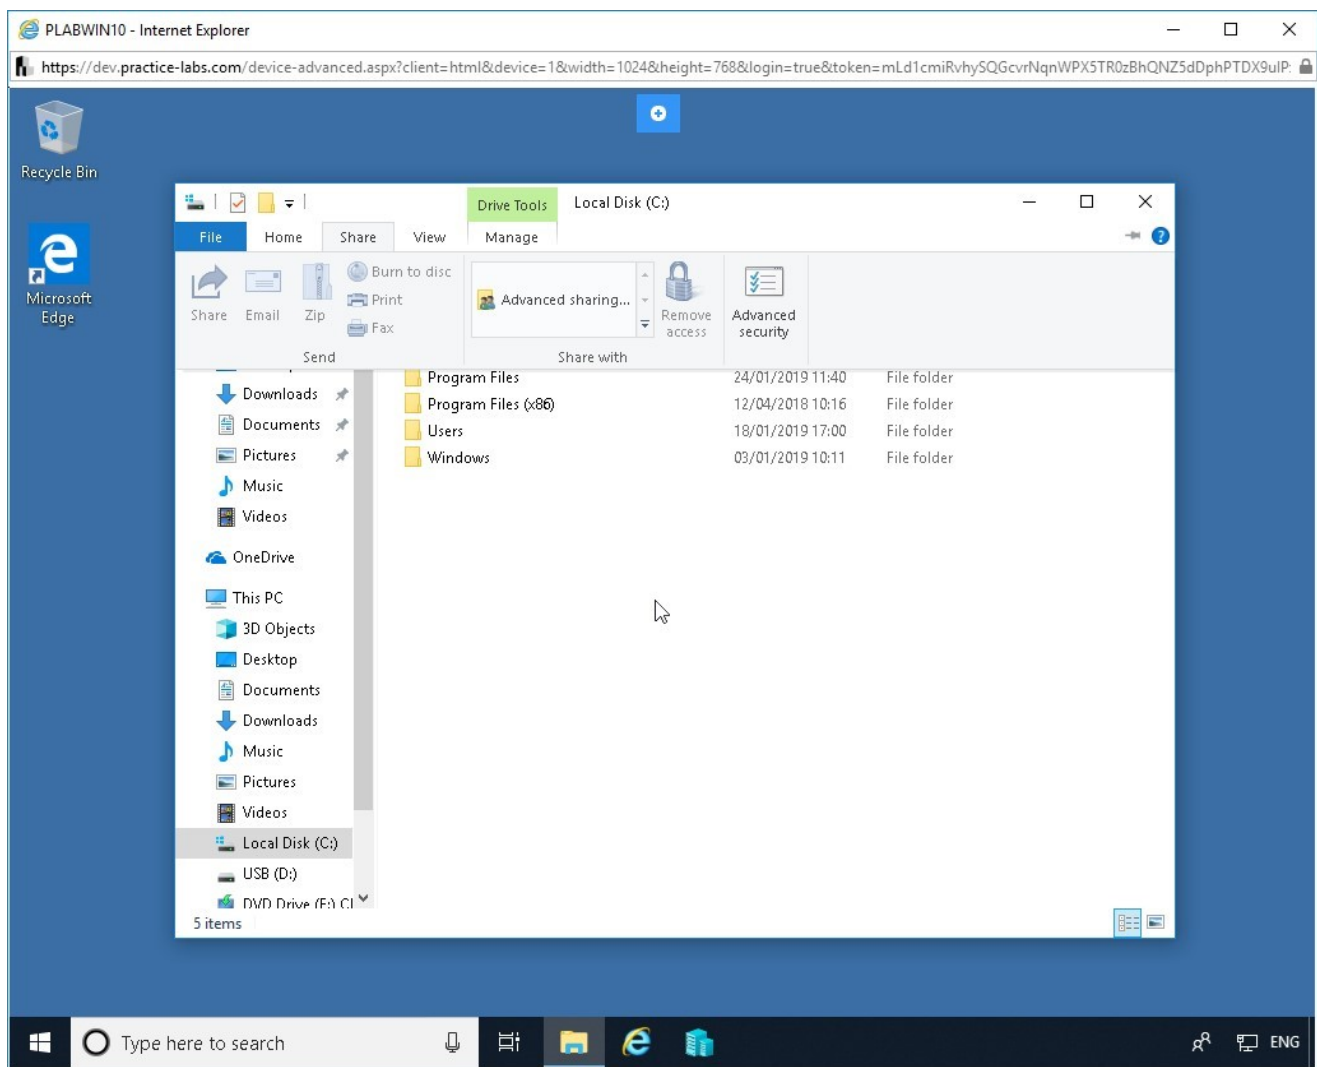 PLABWIN10 - Internet Explorer
https://dev.practice-labs.com/device-advanced.aspx?client=html&device=1&width=1024&height=768&login=true&token=mLd1cmiRvhySQGcvrNqnWPX5TR0zBhQNZ5dDphPTDX9uIP:
Recycle Bin
Microsoft
Edge
Drive Tools Local Disk (C:)
File Home Share View Manage
Share Email Zip
Burn to disc
Print
Fax
Send
Advanced sharing...
Remove
access
Share with
Advanced
security
Downloads
Documents
Pictures
Music
Videos
OneDrive
This PC
3D Objects
Desktop
Documents
Downloads
Music
Pictures
Videos
Local Disk (C:)
USB (D:)
DVD Drive (E:) CI
Program Files 24/01/2019 11:40 File folder
Program Files (x86) 12/04/2018 10:16 File folder
Users 18/01/2019 17:00 File folder
Windows 03/01/2019 10:11 File folder
5 items
Type here to search
ENG